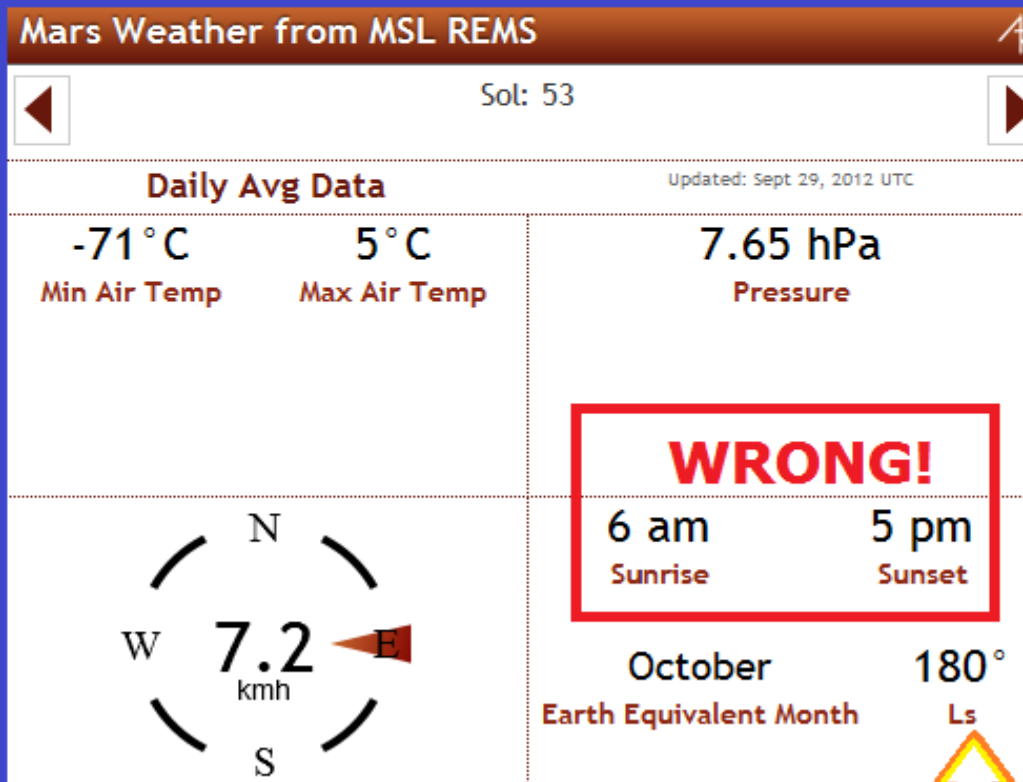 Mars Weather from MSL REMS
Sol: 53
Daily Avg Data
Updated: Sept 29, 2012 UTC
-71°C 5°C
Min Air Temp Max Air Temp
7.65 hPa
Pressure
WRONG!
6 am 5 pm
Sunrise Sunset
N
W 7.2 E
kmh
S
October 180°
Earth Equivalent Month Ls